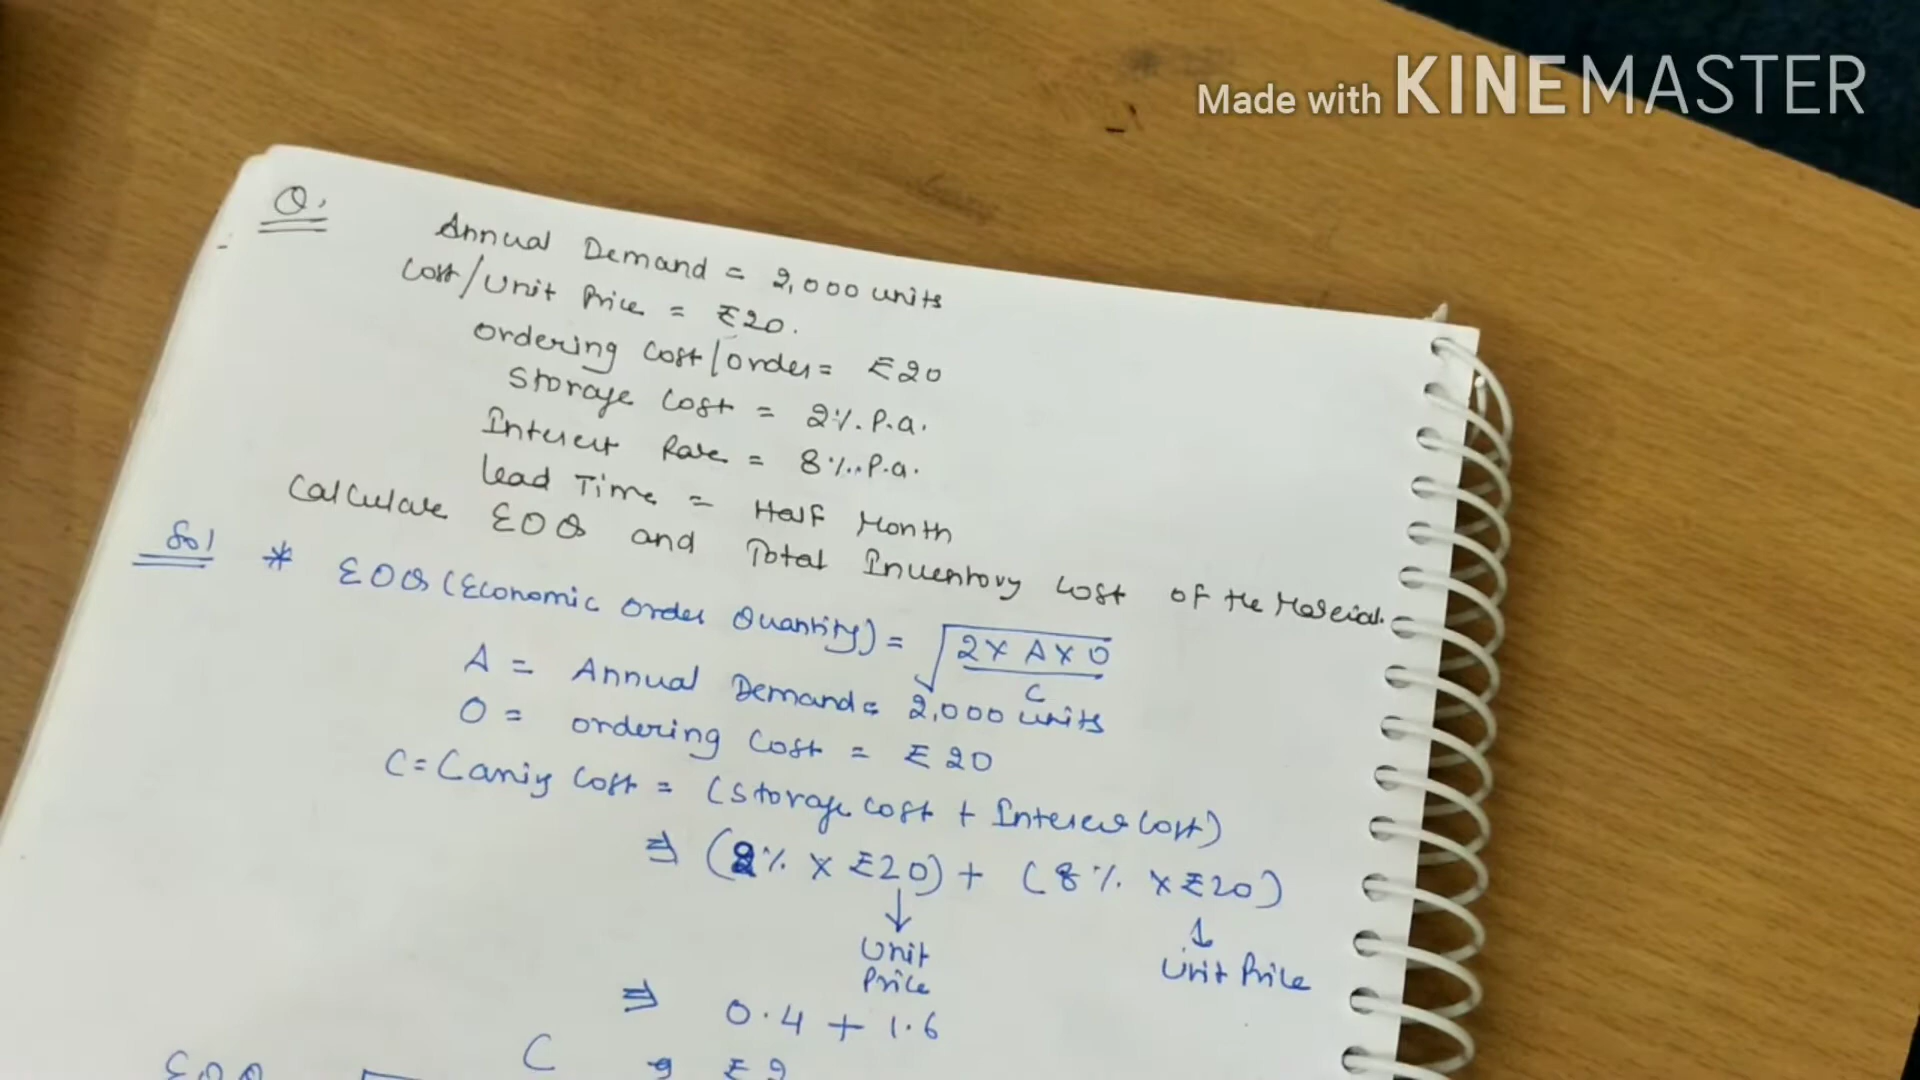 Made with KINEMASTER
Q.
Annual Demand = 2,000 units
Cost/Unit Price = ₹20.
Ordering Cost/order = ₹20
Storage Cost = 2% P.a.
Interest Rate = 8% P.a.
Lead Time = Half Month
Calculate EOQ and Total Inventory Cost of the Material.
Sol * EOQ (Economic Order Quantity) = √2 x A x O
C
A = Annual Demand = 2,000 units
O = ordering Cost = ₹20
C = Carriy Cost = (Storage Cost + Interest Cost)
⇒ (2% x ₹20) + (8% x ₹20)
↓ ↓
Unit Price Unit Price
⇒ 0.4 + 1.6
C ₹2
EOQ